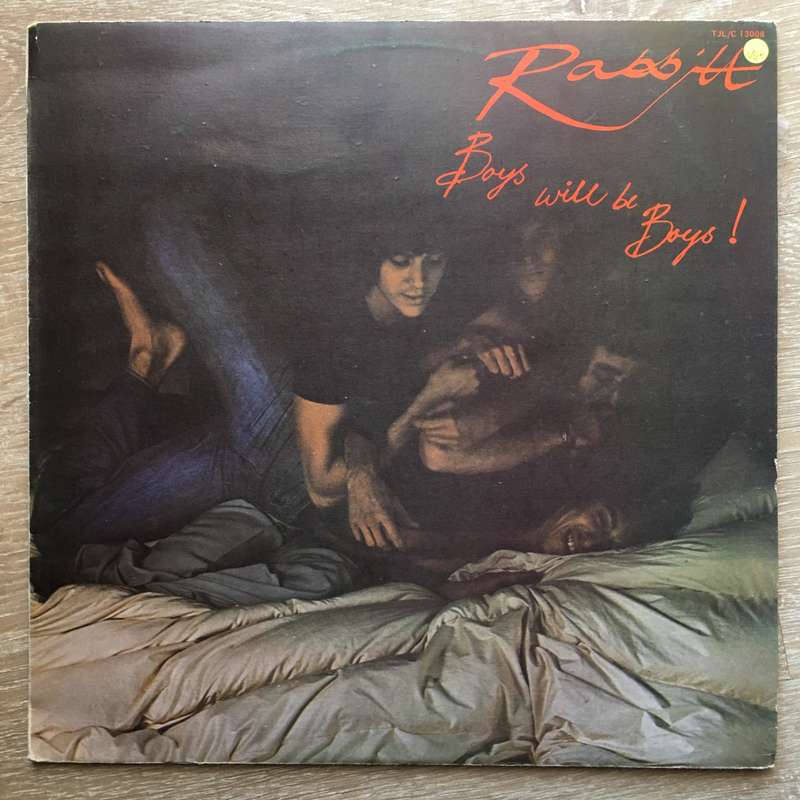 TJL/C 13008
Rabbitt
Boys
will be
Boys!